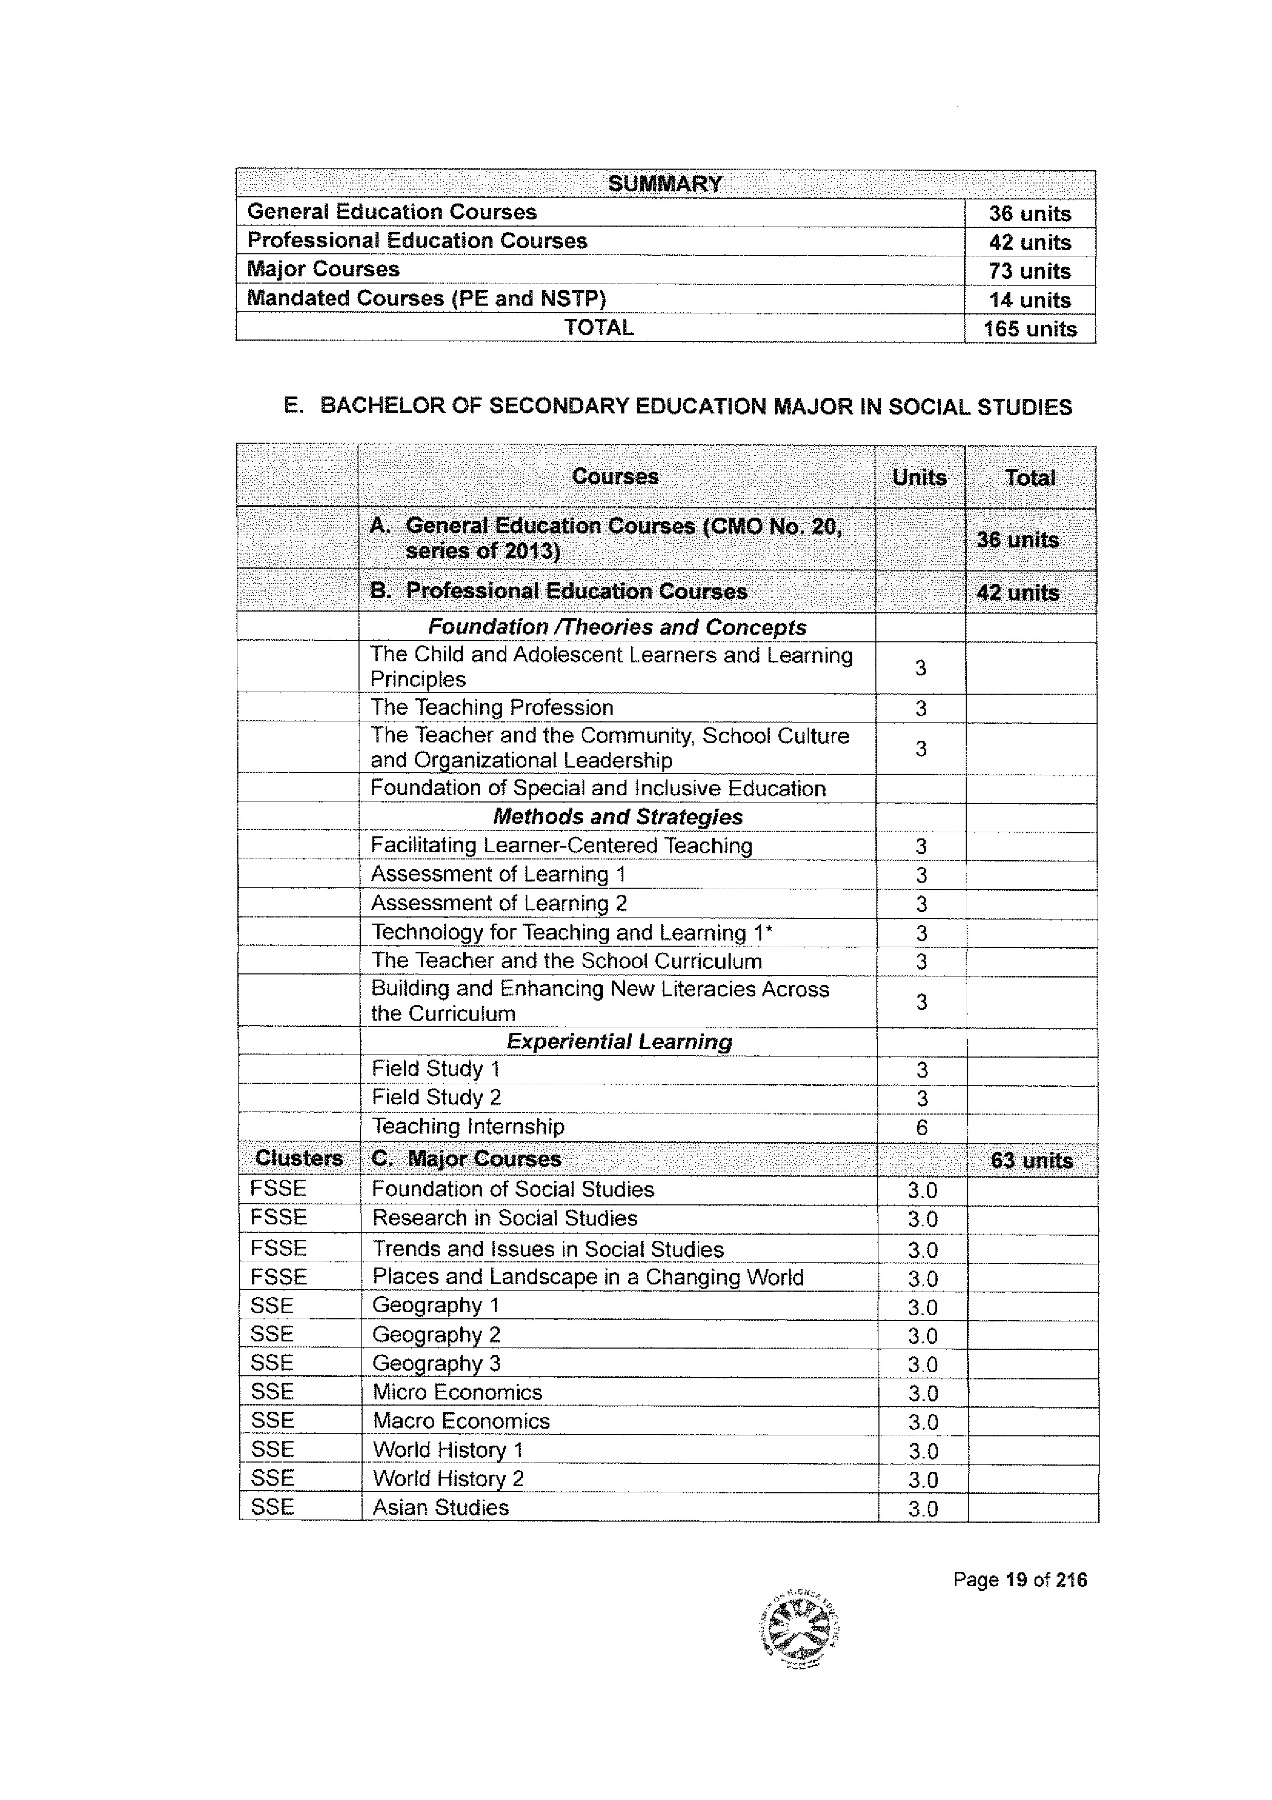 SUMMARY
General Education Courses 36 units
Professional Education Courses 42 units
Major Courses 73 units
Mandated Courses (PE and NSTP) 14 units
TOTAL 165 units
E. BACHELOR OF SECONDARY EDUCATION MAJOR IN SOCIAL STUDIES
Courses Units Total
A. General Education Courses (CMO No. 20,
series of 2013) 36 units
B. Professional Education Courses 42 units
Foundation /Theories and Concepts
The Child and Adolescent Learners and Learning
Principles 3
The Teaching Profession 3
The Teacher and the Community, School Culture
and Organizational Leadership 3
Foundation of Special and Inclusive Education
Methods and Strategies
Facilitating Learner-Centered Teaching 3
Assessment of Learning 1 3
Assessment of Learning 2 3
Technology for Teaching and Learning 1* 3
The Teacher and the School Curriculum 3
Building and Enhancing New Literacies Across
the Curriculum 3
Experiential Learning
Field Study 1 3
Field Study 2 3
Teaching Internship 6
Clusters C. Major Courses 63 units
FSSE Foundation of Social Studies 3.0
FSSE Research in Social Studies 3.0
FSSE Trends and Issues in Social Studies 3.0
FSSE Places and Landscape in a Changing World 3.0
SSE Geography 1 3.0
SSE Geography 2 3.0
SSE Geography 3 3.0
SSE Micro Economics 3.0
SSE Macro Economics 3.0
SSE World History 1 3.0
SSE World History 2 3.0
SSE Asian Studies 3.0
Page 19 of 216